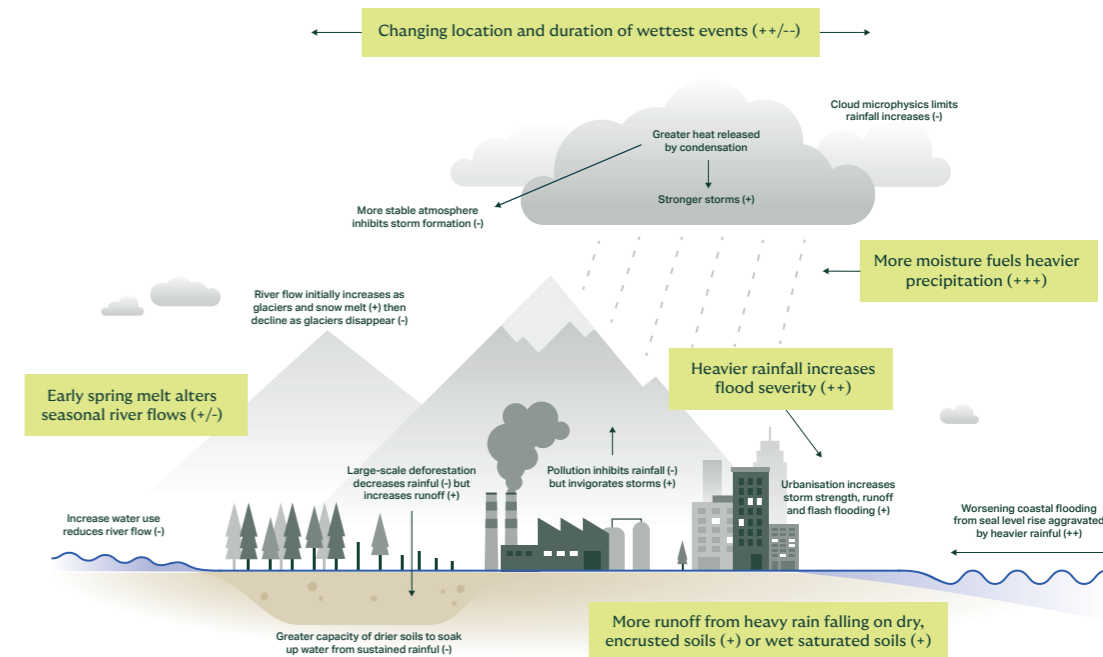 Changing location and duration of wettest events (++/--)
Cloud microphysics limits
rainfall increases (-)
Greater heat released
by condensation
Stronger storms (+)
More stable atmosphere
inhibits storm formation (-)
More moisture fuels heavier
precipitation (+++)
River flow initially increases as
glaciers and snow melt (+) then
decline as glaciers disappear (-)
Heavier rainfall increases
flood severity (++)
Early spring melt alters
seasonal river flows (+/-)
Large-scale deforestation
decreases rainful (-) but
increases runoff (+)
Pollution inhibits rainfall (-)
but invigorates storms (+)
Urbanisation increases
storm strength, runoff
and flash flooding (+)
Increase water use
reduces river flow (-)
Worsening coastal flooding
from seal level rise aggravated
by heavier rainful (++)
More runoff from heavy rain falling on dry,
encrusted soils (+) or wet saturated soils (+)
Greater capacity of drier soils to soak
up water from sustained rainful (-)